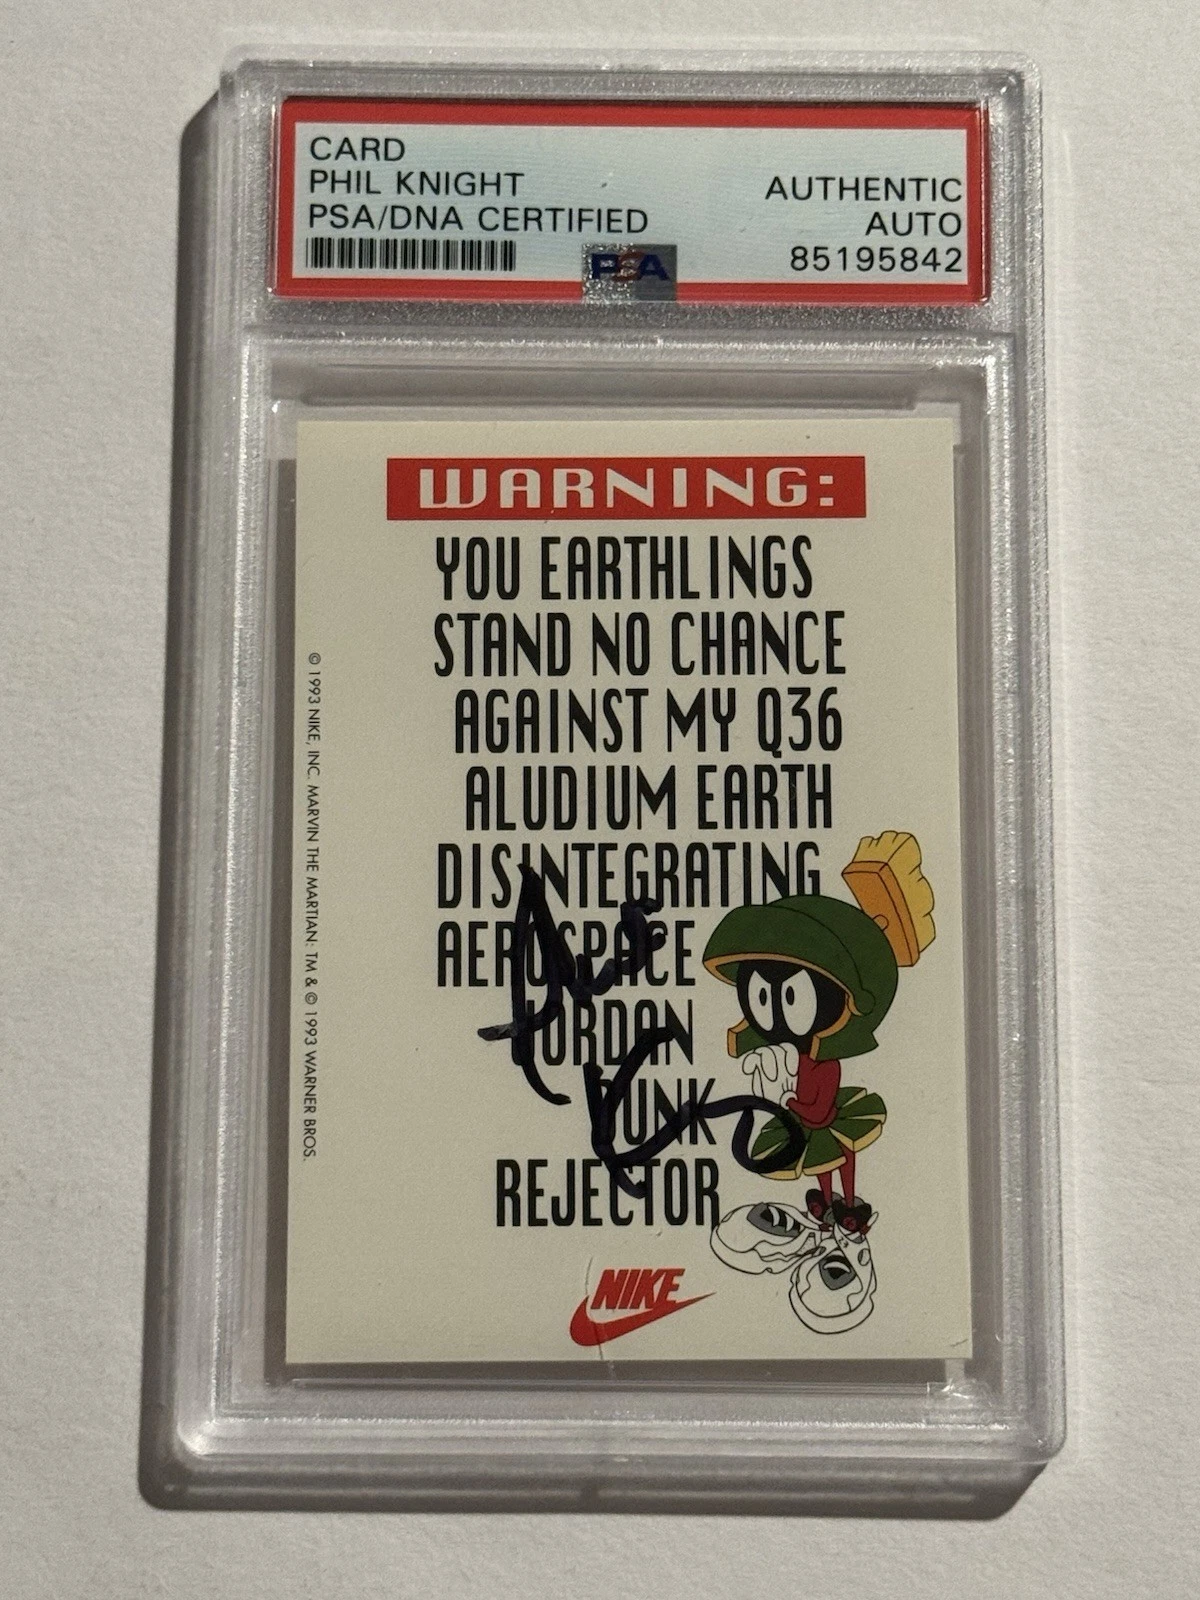 CARD
PHIL KNIGHT
PSA/DNA CERTIFIED
AUTHENTIC
AUTO
85195842
PSA
WARNING:
YOU EARTHLINGS
STAND NO CHANCE
AGAINST MY Q36
ALUDIUM EARTH
DISINTEGRATING
AEROSPACE
JORDAN
DUNK
REJECTOR
NIKE
© 1993 NIKE, INC. MARVIN THE MARTIAN: TM & © 1993 WARNER BROS.